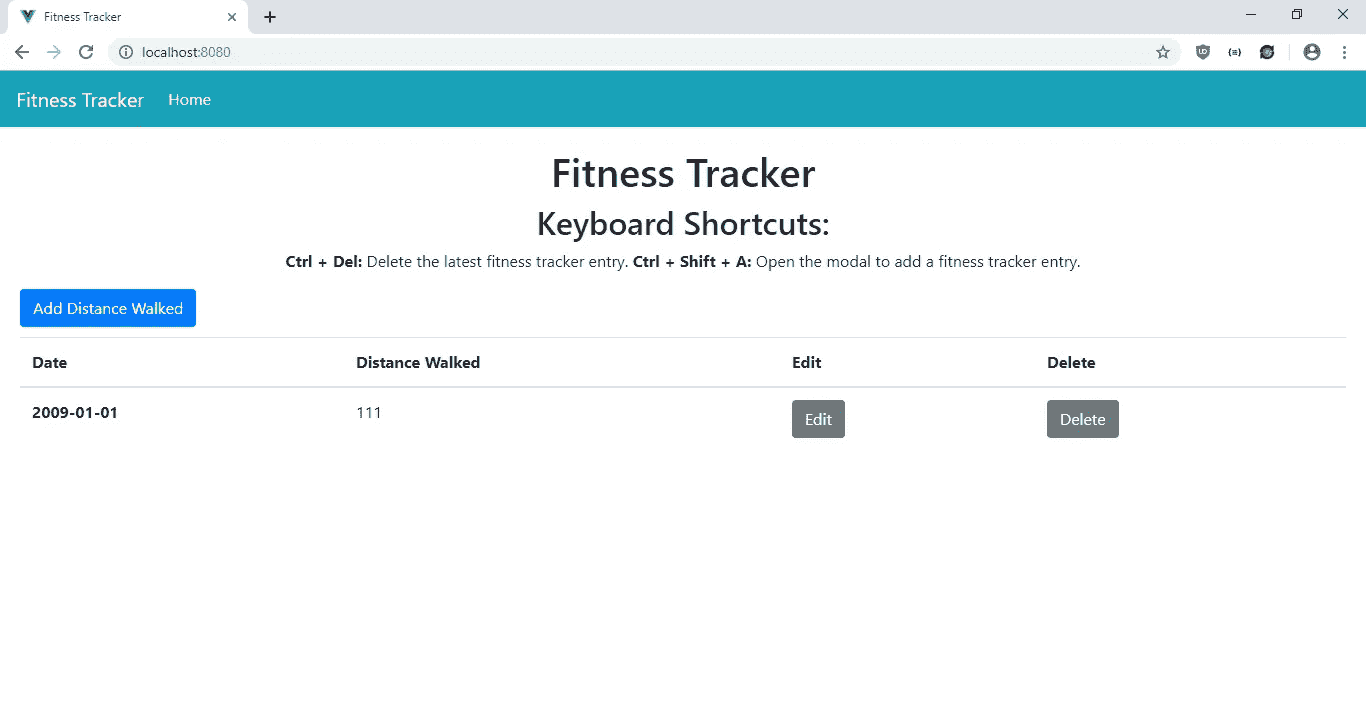 Fitness Tracker
localhost:8080
Fitness Tracker Home
Fitness Tracker
Keyboard Shortcuts:
Ctrl + Del: Delete the latest fitness tracker entry. Ctrl + Shift + A: Open the modal to add a fitness tracker entry.
Add Distance Walked
Date Distance Walked Edit Delete
2009-01-01 111 Edit Delete